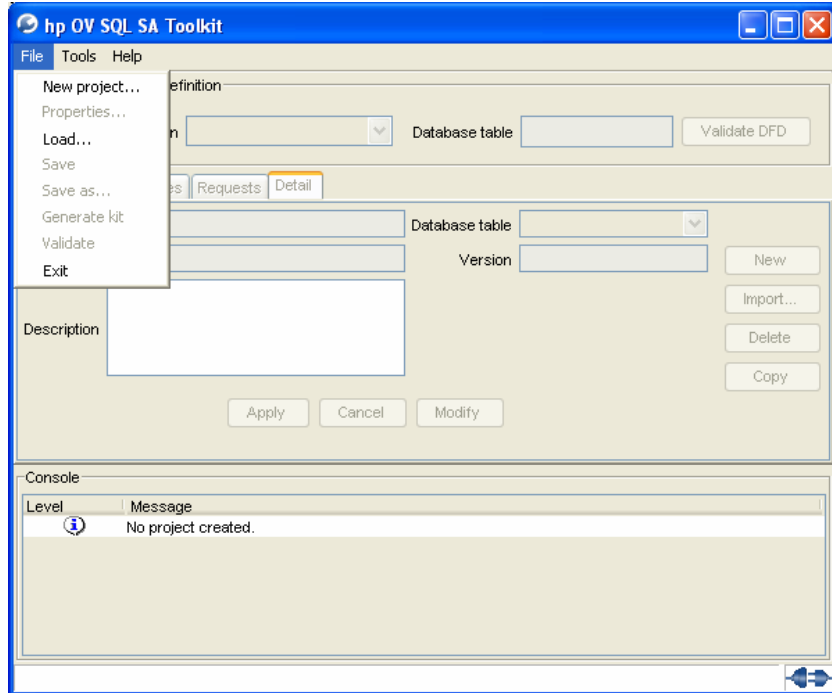 hp OV SQL SA Toolkit
File Tools Help
New project...
Properties...
Load...
Save
Save as...
Generate kit
Validate
Exit
efinition
n
Database table
Validate DFD
es
Requests
Detail
Database table
Version
New
Import...
Description
Delete
Copy
Apply
Cancel
Modify
Console
Level Message
No project created.